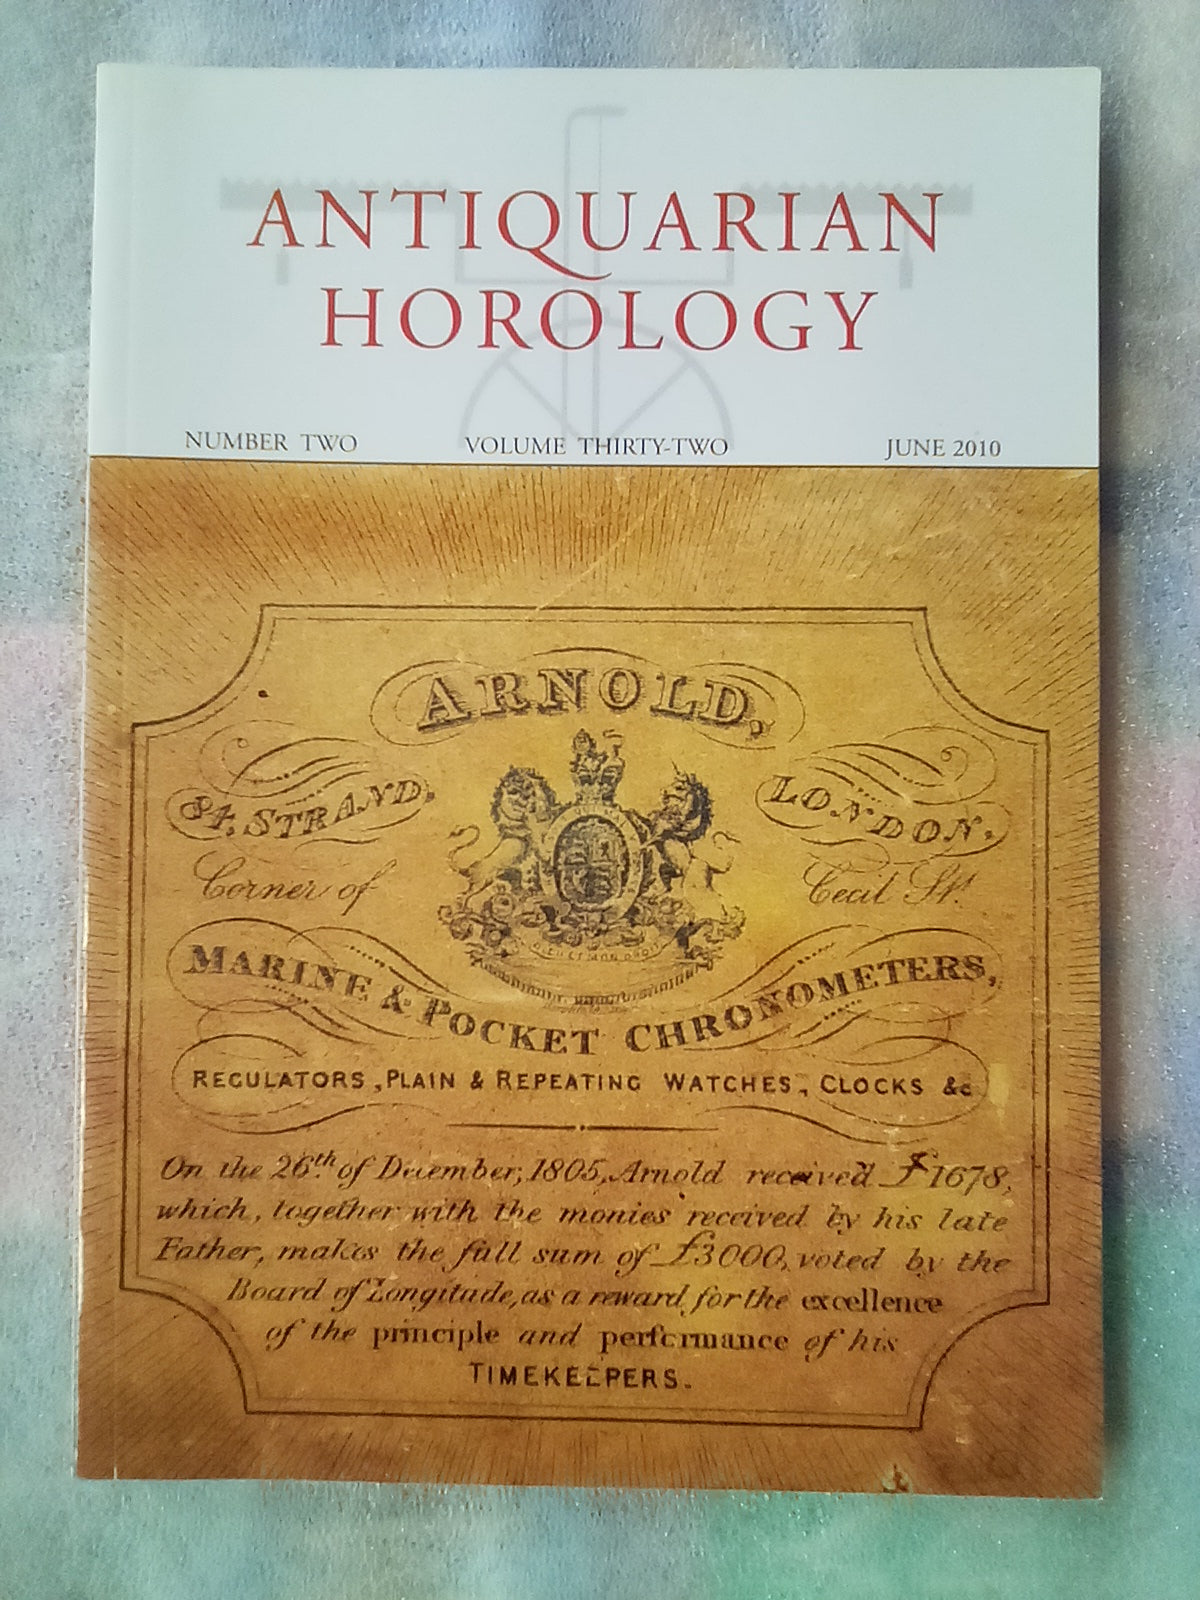 ANTIQUARIAN
HOROLOGY
NUMBER TWO VOLUME THIRTY-TWO JUNE 2010
ARNOLD,
84, STRAND, LONDON.
Corner of Cecil St.
MARINE & POCKET CHRONOMETERS,
REGULATORS, PLAIN & REPEATING WATCHES, CLOCKS &c
On the 26th of December, 1805, Arnold received £1678,
which, together with the monies received by his late
Father, makes the full sum of £3000, voted by the
Board of Longitude, as a reward for the excellence
of the principle and performance of his
TIMEKEEPERS.